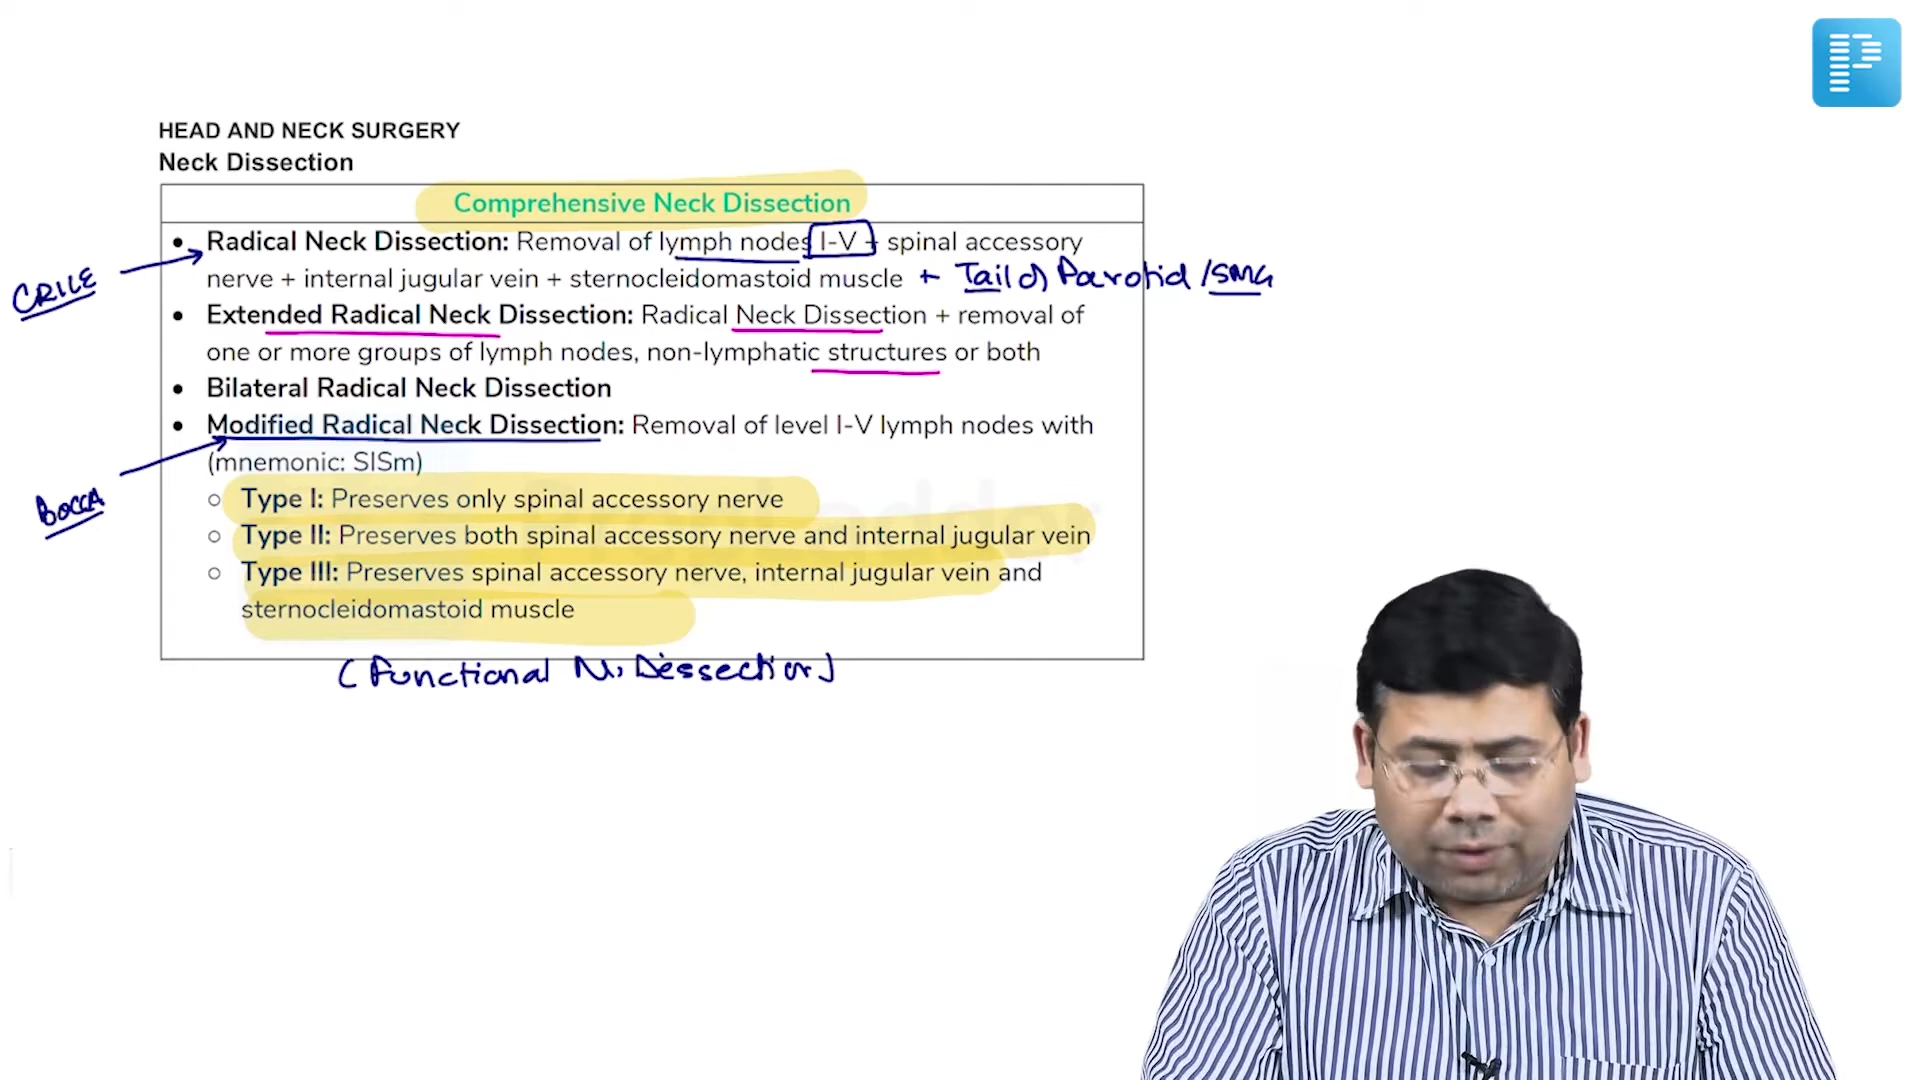 HEAD AND NECK SURGERY
Neck Dissection
Comprehensive Neck Dissection
• Radical Neck Dissection: Removal of lymph nodes I-V + spinal accessory
nerve + internal jugular vein + sternocleidomastoid muscle + Tail of Parotid / SMG
CRILE
• Extended Radical Neck Dissection: Radical Neck Dissection + removal of
one or more groups of lymph nodes, non-lymphatic structures or both
• Bilateral Radical Neck Dissection
• Modified Radical Neck Dissection: Removal of level I-V lymph nodes with
(mnemonic: SISm)
BOCCA
○ Type I: Preserves only spinal accessory nerve
○ Type II: Preserves both spinal accessory nerve and internal jugular vein
○ Type III: Preserves spinal accessory nerve, internal jugular vein and
sternocleidomastoid muscle
(Functional N. Dessection)